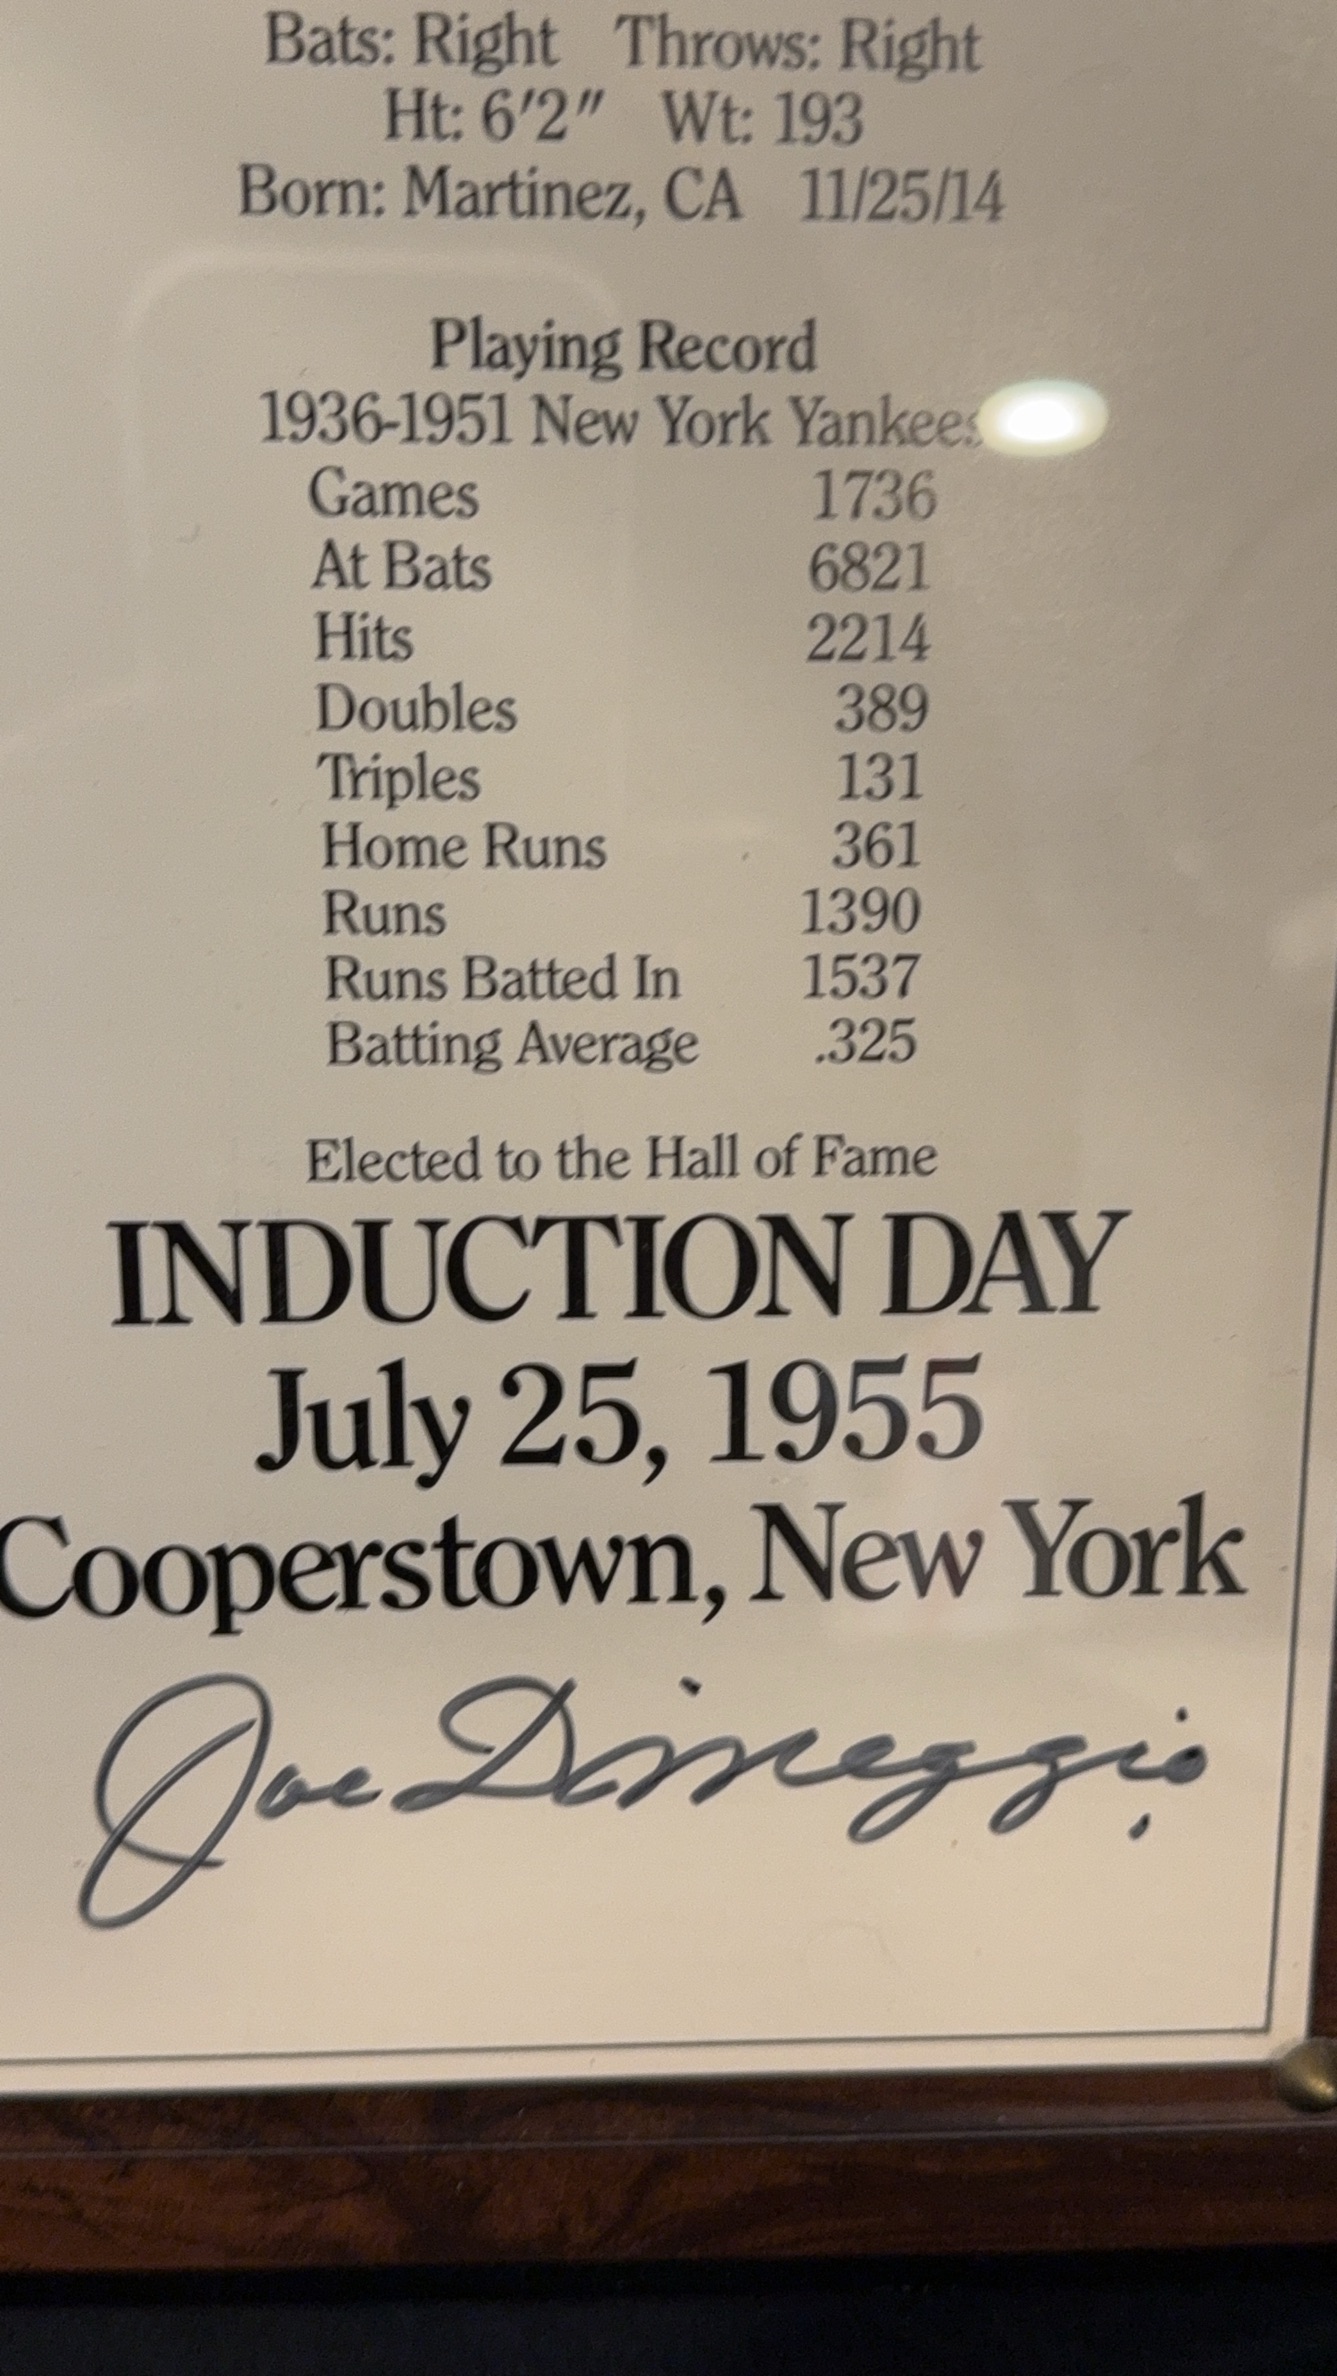 Bats: Right Throws: Right
Ht: 6'2" Wt: 193
Born: Martinez, CA 11/25/14
Playing Record
1936-1951 New York Yankees
Games 1736
At Bats 6821
Hits 2214
Doubles 389
Triples 131
Home Runs 361
Runs 1390
Runs Batted In 1537
Batting Average .325
Elected to the Hall of Fame
INDUCTION DAY
July 25, 1955
Cooperstown, New York
Joe DiMaggio